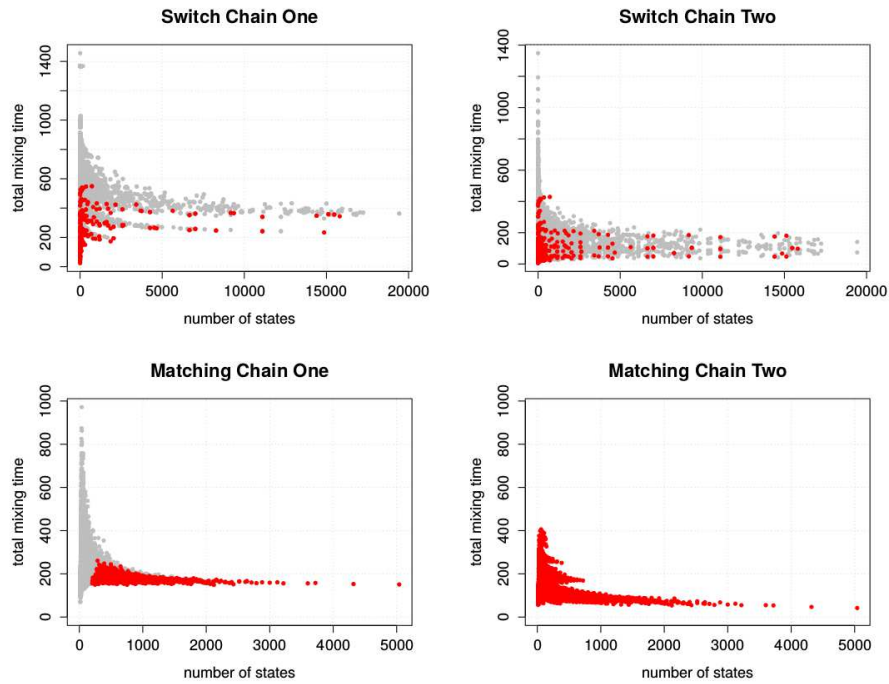 Switch Chain One
total mixing time
0 200 600 1000 1400
0 5000 10000 15000 20000
number of states
Switch Chain Two
total mixing time
0 200 600 1000 1400
0 5000 10000 15000 20000
number of states
Matching Chain One
total mixing time
0 200 400 600 800 1000
0 1000 2000 3000 4000 5000
number of states
Matching Chain Two
total mixing time
0 200 400 600 800 1000
0 1000 2000 3000 4000 5000
number of states